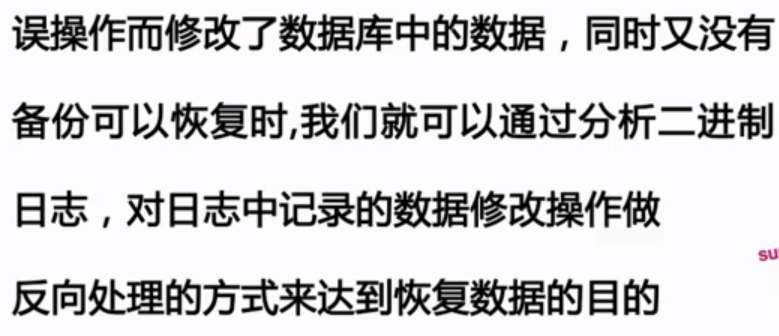 误操作而修改了数据库中的数据，同时又没有
备份可以恢复时,我们就可以通过分析二进制
日志，对日志中记录的数据修改操作做
反向处理的方式来达到恢复数据的目的